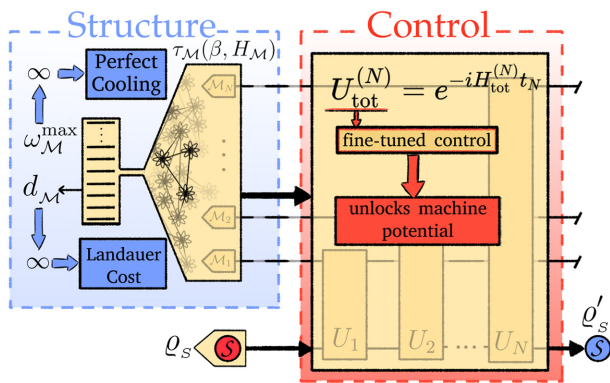 Structure
Control
∞
Perfect
Cooling
τ_ℳ(β, H_ℳ)
ℳ_N
U_tot^(N) = e^{-iH_tot^(N) t_N}
ω_ℳ^max
fine-tuned control
d_ℳ
unlocks machine
potential
ℳ_2
∞
Landauer
Cost
ℳ_1
ϱ_S
S
U_1
U_2
U_N
ϱ'_S
S